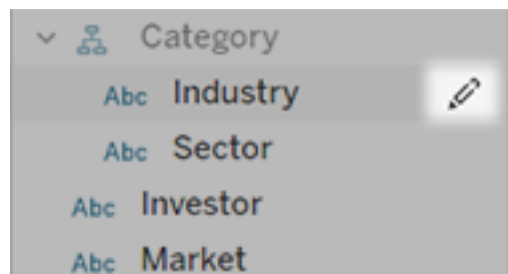 Category
Abc Industry
Abc Sector
Abc Investor
Abc Market